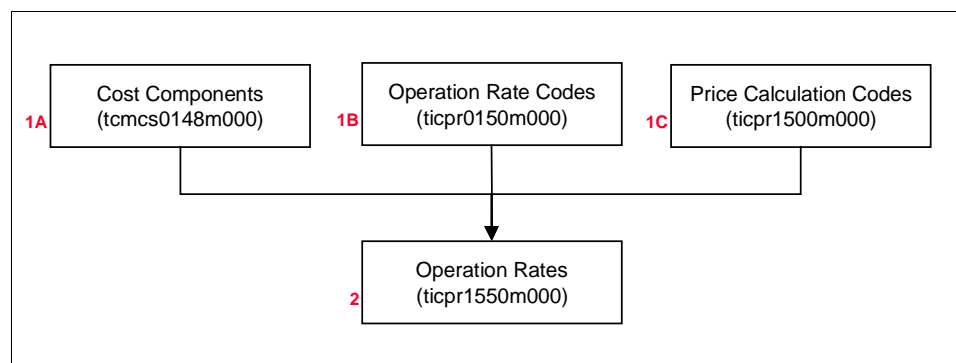 1A
Cost Components
(tcmcs0148m000)
1B
Operation Rate Codes
(ticpr0150m000)
1C
Price Calculation Codes
(ticpr1500m000)
2
Operation Rates
(ticpr1550m000)